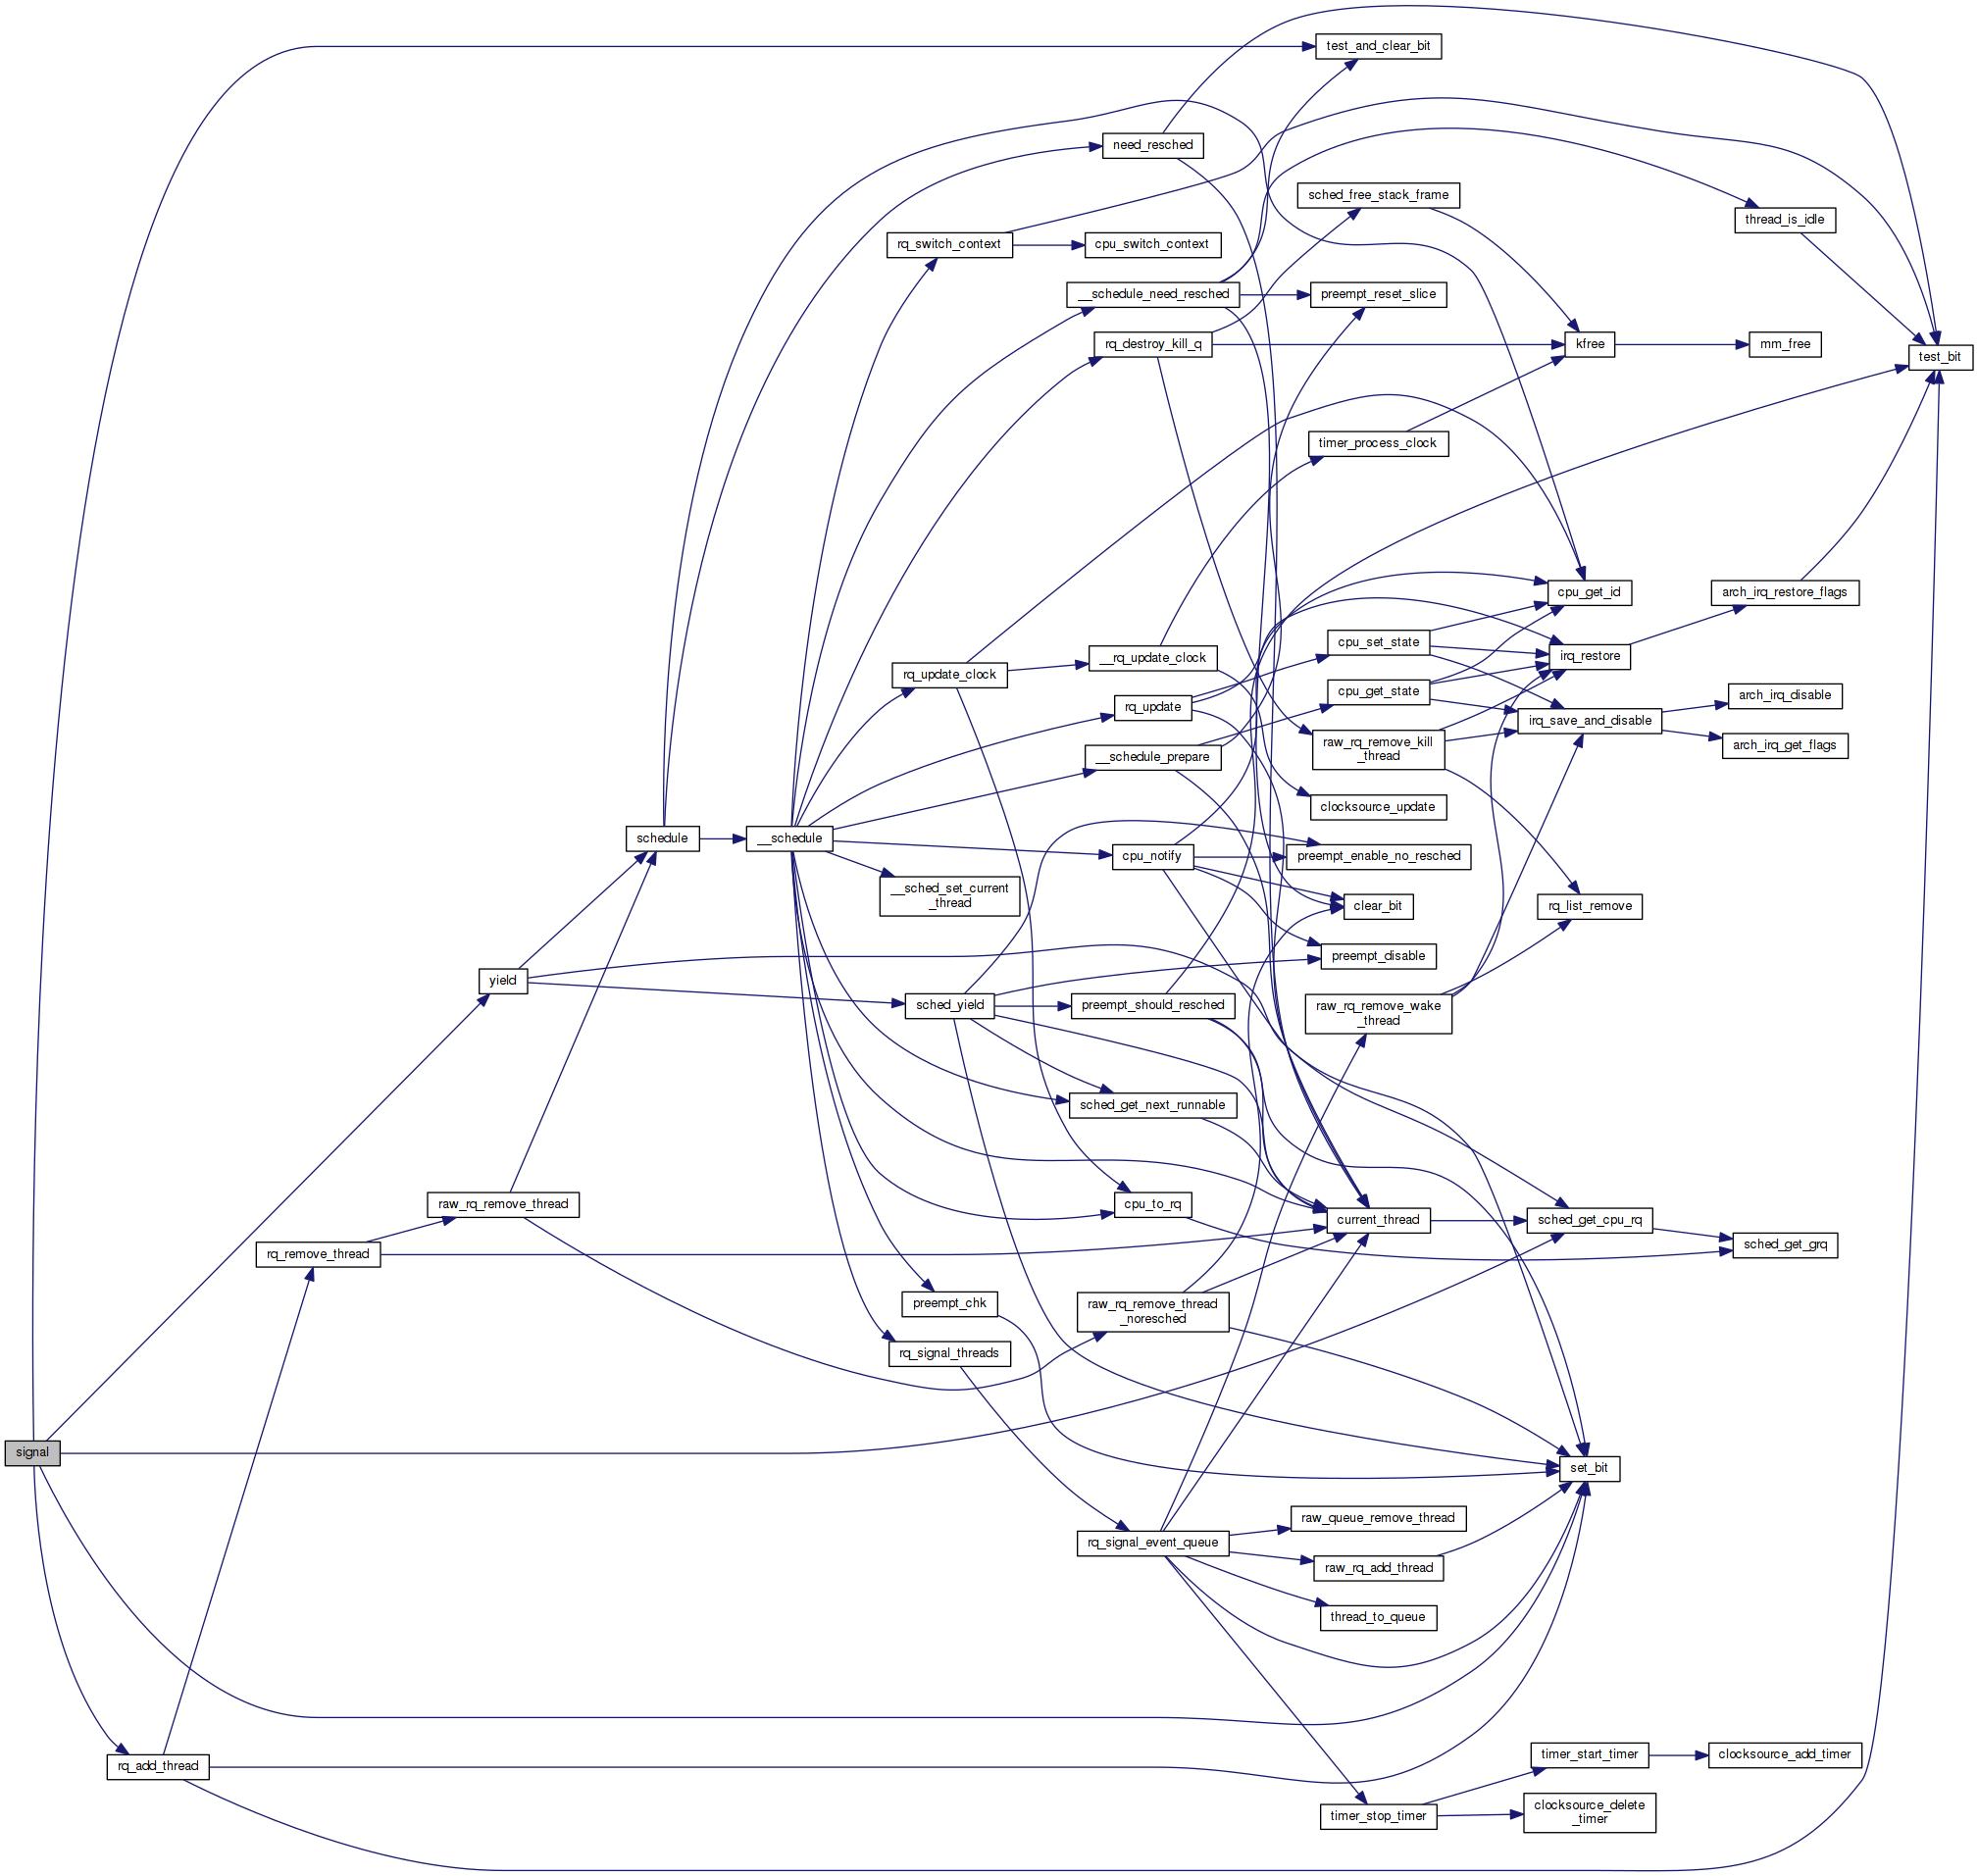 test_and_clear_bit
need_resched
sched_free_stack_frame
thread_is_idle
rq_switch_context
cpu_switch_context
__schedule_need_resched
preempt_reset_slice
rq_destroy_kill_q
kfree
mm_free
test_bit
timer_process_clock
cpu_get_id
arch_irq_restore_flags
cpu_set_state
__rq_update_clock
irq_restore
rq_update_clock
cpu_get_state
arch_irq_disable
rq_update
irq_save_and_disable
arch_irq_get_flags
raw_rq_remove_kill
_thread
__schedule_prepare
clocksource_update
schedule
__schedule
cpu_notify
preempt_enable_no_resched
__sched_set_current
_thread
clear_bit
rq_list_remove
preempt_disable
yield
sched_yield
preempt_should_resched
raw_rq_remove_wake
_thread
sched_get_next_runnable
raw_rq_remove_thread
cpu_to_rq
current_thread
sched_get_cpu_rq
sched_get_grq
rq_remove_thread
preempt_chk
raw_rq_remove_thread
_noresched
rq_signal_threads
signal
set_bit
raw_queue_remove_thread
rq_signal_event_queue
raw_rq_add_thread
thread_to_queue
timer_start_timer
clocksource_add_timer
rq_add_thread
timer_stop_timer
clocksource_delete
_timer